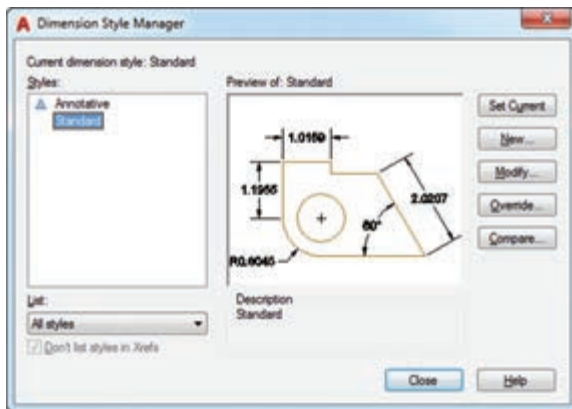 Dimension Style Manager
Current dimension style: Standard
Styles:
Annotative
Standard
Preview of: Standard
1.0159
1.1955
2.0207
60°
R0.8045
Set Current
New...
Modify...
Override...
Compare...
List:
All styles
Don't list styles in Xrefs
Description
Standard
Close
Help